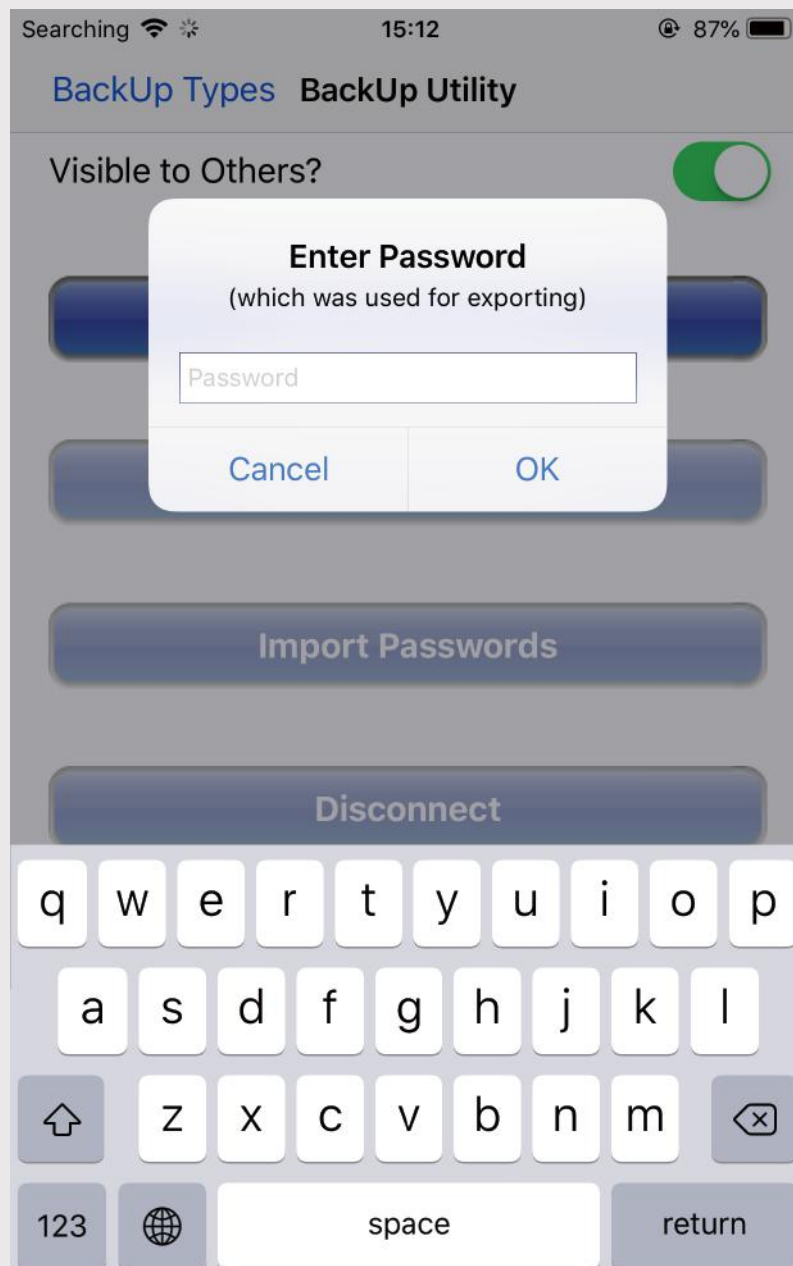 Searching 15:12 87%
BackUp Types BackUp Utility
Visible to Others?
Enter Password
(which was used for exporting)
Password
Cancel OK
Import Passwords
Disconnect
q w e r t y u i o p
a s d f g h j k l
z x c v b n m
123 space return